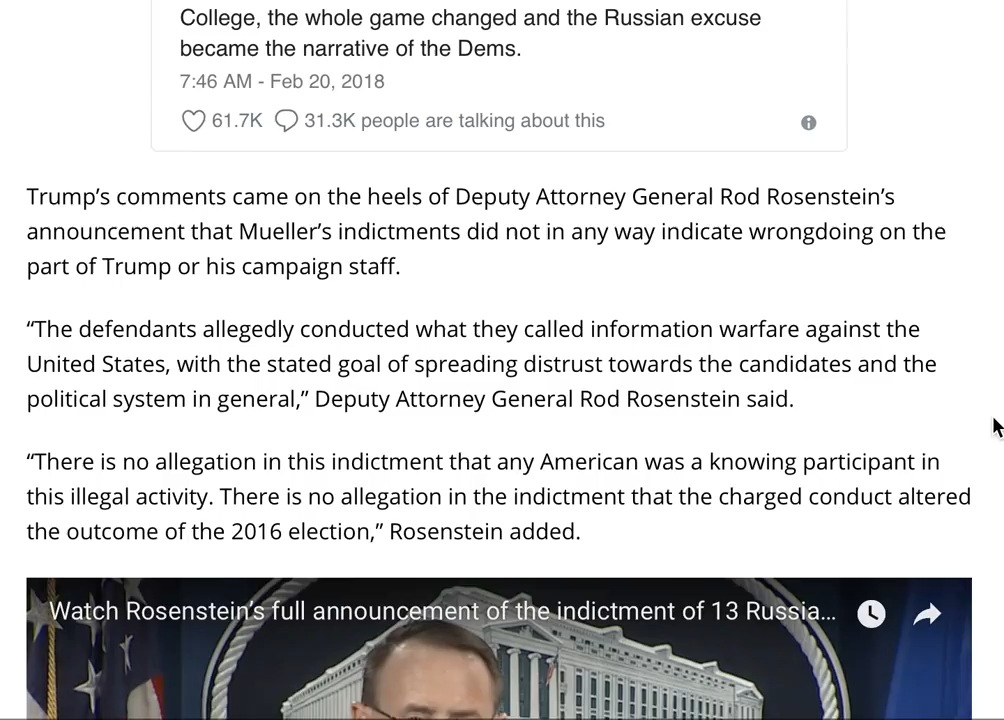 College, the whole game changed and the Russian excuse
became the narrative of the Dems.
7:46 AM - Feb 20, 2018
61.7K 31.3K people are talking about this
Trump’s comments came on the heels of Deputy Attorney General Rod Rosenstein’s
announcement that Mueller’s indictments did not in any way indicate wrongdoing on the
part of Trump or his campaign staff.
“The defendants allegedly conducted what they called information warfare against the
United States, with the stated goal of spreading distrust towards the candidates and the
political system in general,” Deputy Attorney General Rod Rosenstein said.
“There is no allegation in this indictment that any American was a knowing participant in
this illegal activity. There is no allegation in the indictment that the charged conduct altered
the outcome of the 2016 election,” Rosenstein added.
Watch Rosenstein’s full announcement of the indictment of 13 Russia...